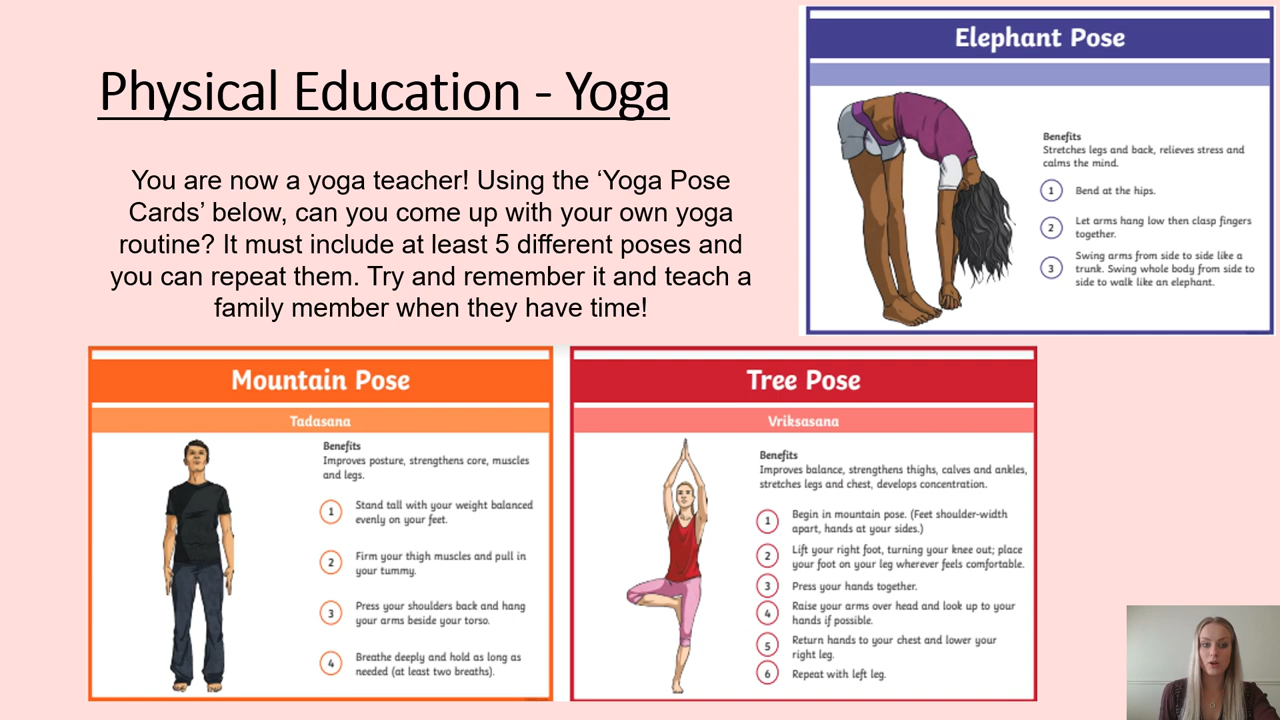 Physical Education - Yoga
You are now a yoga teacher! Using the ‘Yoga Pose
Cards’ below, can you come up with your own yoga
routine? It must include at least 5 different poses and
you can repeat them. Try and remember it and teach a
family member when they have time!
Elephant Pose
Benefits
Stretches legs and back, relieves stress and
calms the mind.
1 Bend at the hips.
2 Let arms hang low then clasp fingers
together.
3 Swing arms from side to side like a
trunk. Swing whole body from side to
side to walk like an elephant.
Mountain Pose
Tadasana
Benefits
Improves posture, strengthens core, muscles
and legs.
1 Stand tall with your weight balanced
evenly on your feet.
2 Firm your thigh muscles and pull in
your tummy.
3 Press your shoulders back and hang
your arms beside your torso.
4 Breathe deeply and hold as long as
needed (at least two breaths).
Tree Pose
Vriksasana
Benefits
Improves balance, strengthens thighs, calves and ankles,
stretches legs and chest, develops concentration.
1 Begin in mountain pose. (Feet shoulder-width
apart, hands at your sides.)
2 Lift your right foot, turning your knee out; place
your foot on your leg wherever feels comfortable.
3 Press your hands together.
4 Raise your arms over head and look up to your
hands if possible.
5 Return hands to your chest and lower your
right leg.
6 Repeat with left leg.